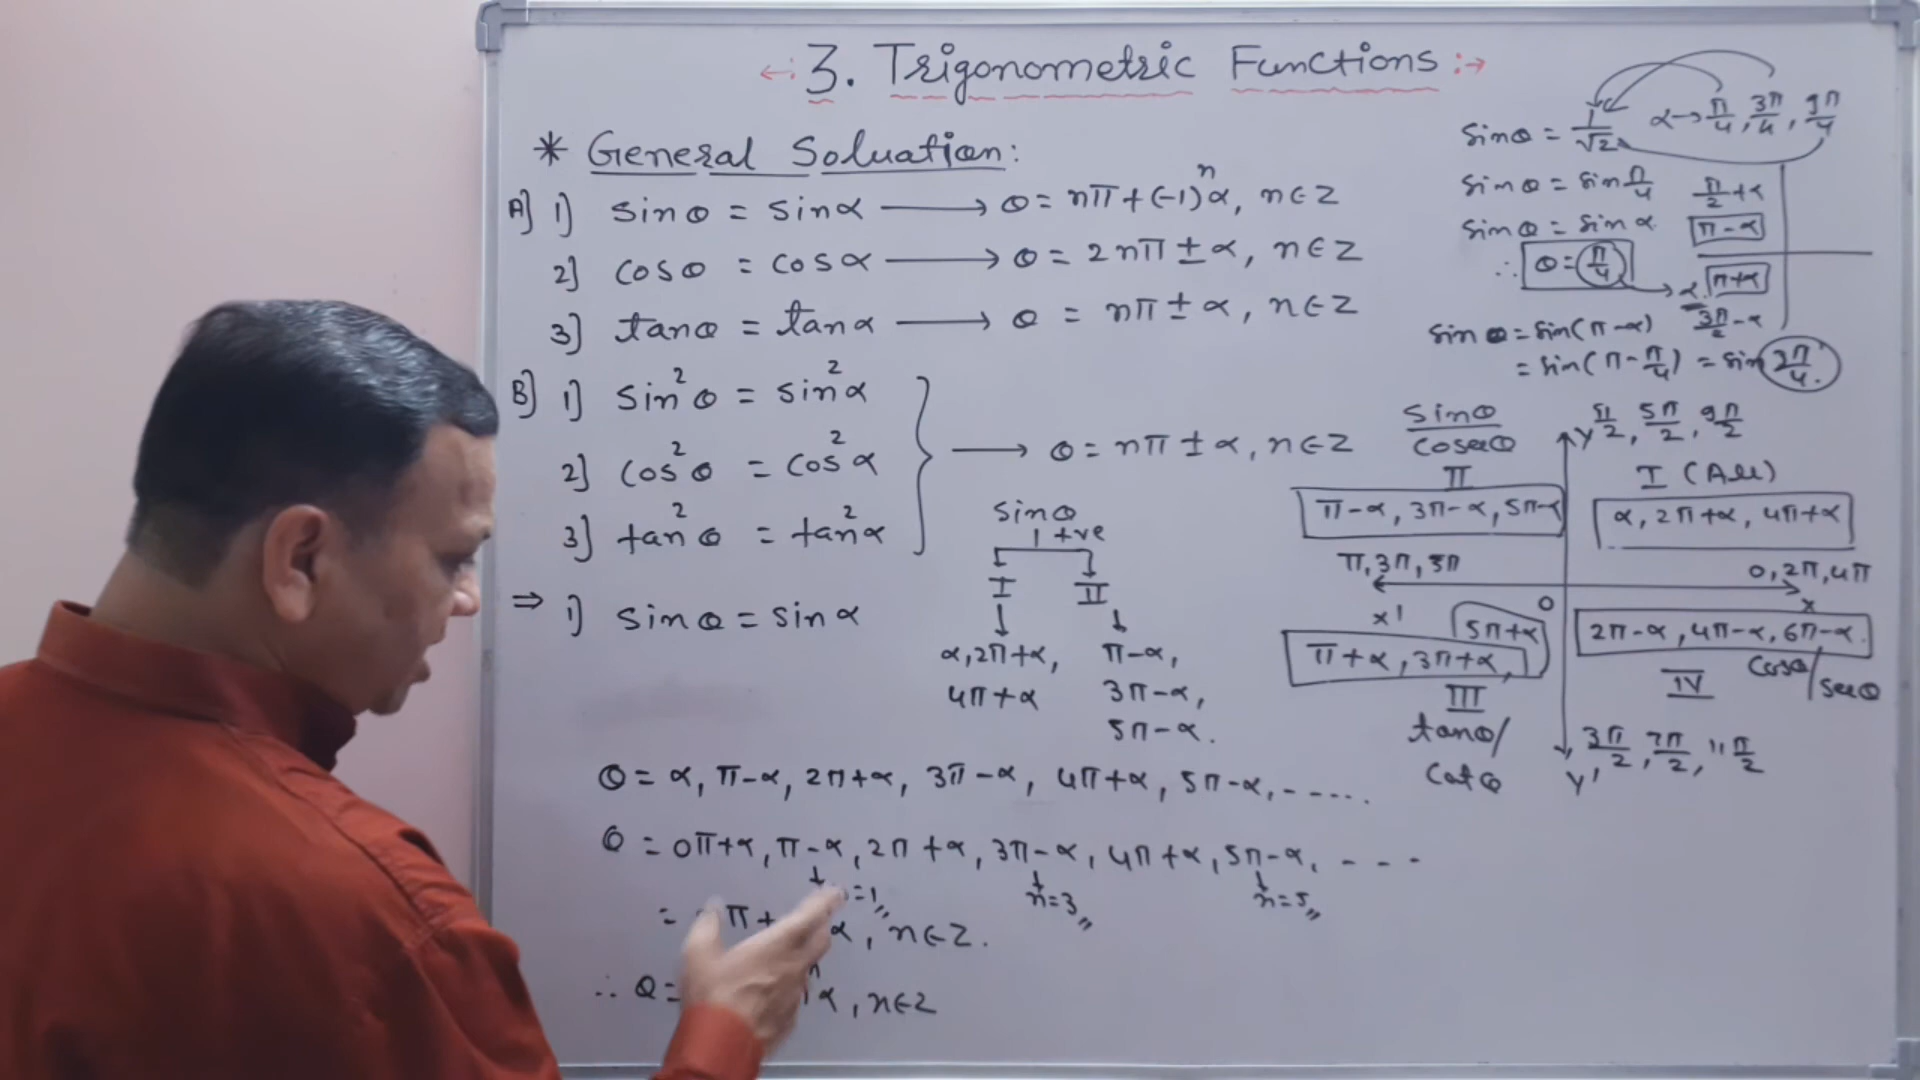 ←: 3. Trigonometric Functions :→
* General Soluation:
A] 1) sinθ = sinα ⟶ θ = nπ + (-1)ⁿα, n∈Z
2] cosθ = cosα ⟶ θ = 2nπ ± α, n∈Z
3] tanθ = tanα ⟶ θ = nπ ± α, n∈Z
B] 1) sin²θ = sin²α
2] cos²θ = cos²α
3] tan²θ = tan²α
⟶ θ = nπ ± α, n∈Z
⇒ 1) sinθ = sinα
sinθ
+ve
I II
α, 2π+α, 4π+α
π-α, 3π-α, 5π-α.
θ = α, π-α, 2π+α, 3π-α, 4π+α, 5π-α, - ....
θ = 0π+α, π-α, 2π+α, 3π-α, 4π+α, 5π-α, - - - -
=1,, n=3,, n=5,,
= π+ α, n∈Z.
∴ θ = ⁿα, n∈Z
sinθ = 1/√2 α→π/4, 3π/4, 9π/4
sinθ = sin π/4
sinθ = sinα
∴ θ = π/4
π/2+α
π-α
α π+α
3π/2-α
sinθ = sin(π-α)
= sin(π-π/4) = sin 3π/4.
sinθ
cosecθ
II
π-α, 3π-α, 5π-α
π, 3π, 5π
Y π/2, 5π/2, 9π/2
I (All)
α, 2π+α, 4π+α
0, 2π, 4π
X' O X
5π+α
π+α, 3π+α,
III
tanθ/
cotθ
2π-α, 4π-α, 6π-α.
IV
cosθ/secθ
Y' 3π/2, 7π/2, 11π/2